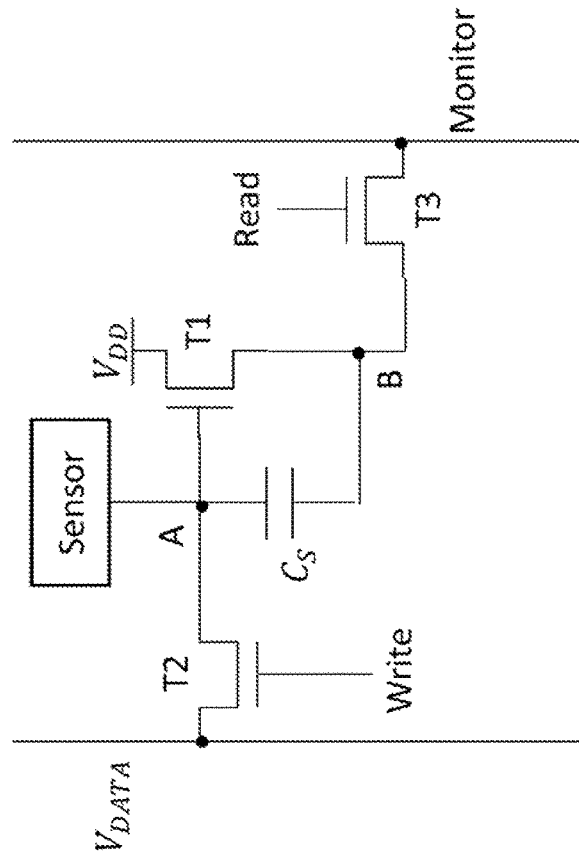 V_DATA
Sensor
V_DD
T1
T2
A
C_S
B
T3
Read
Write
Monitor